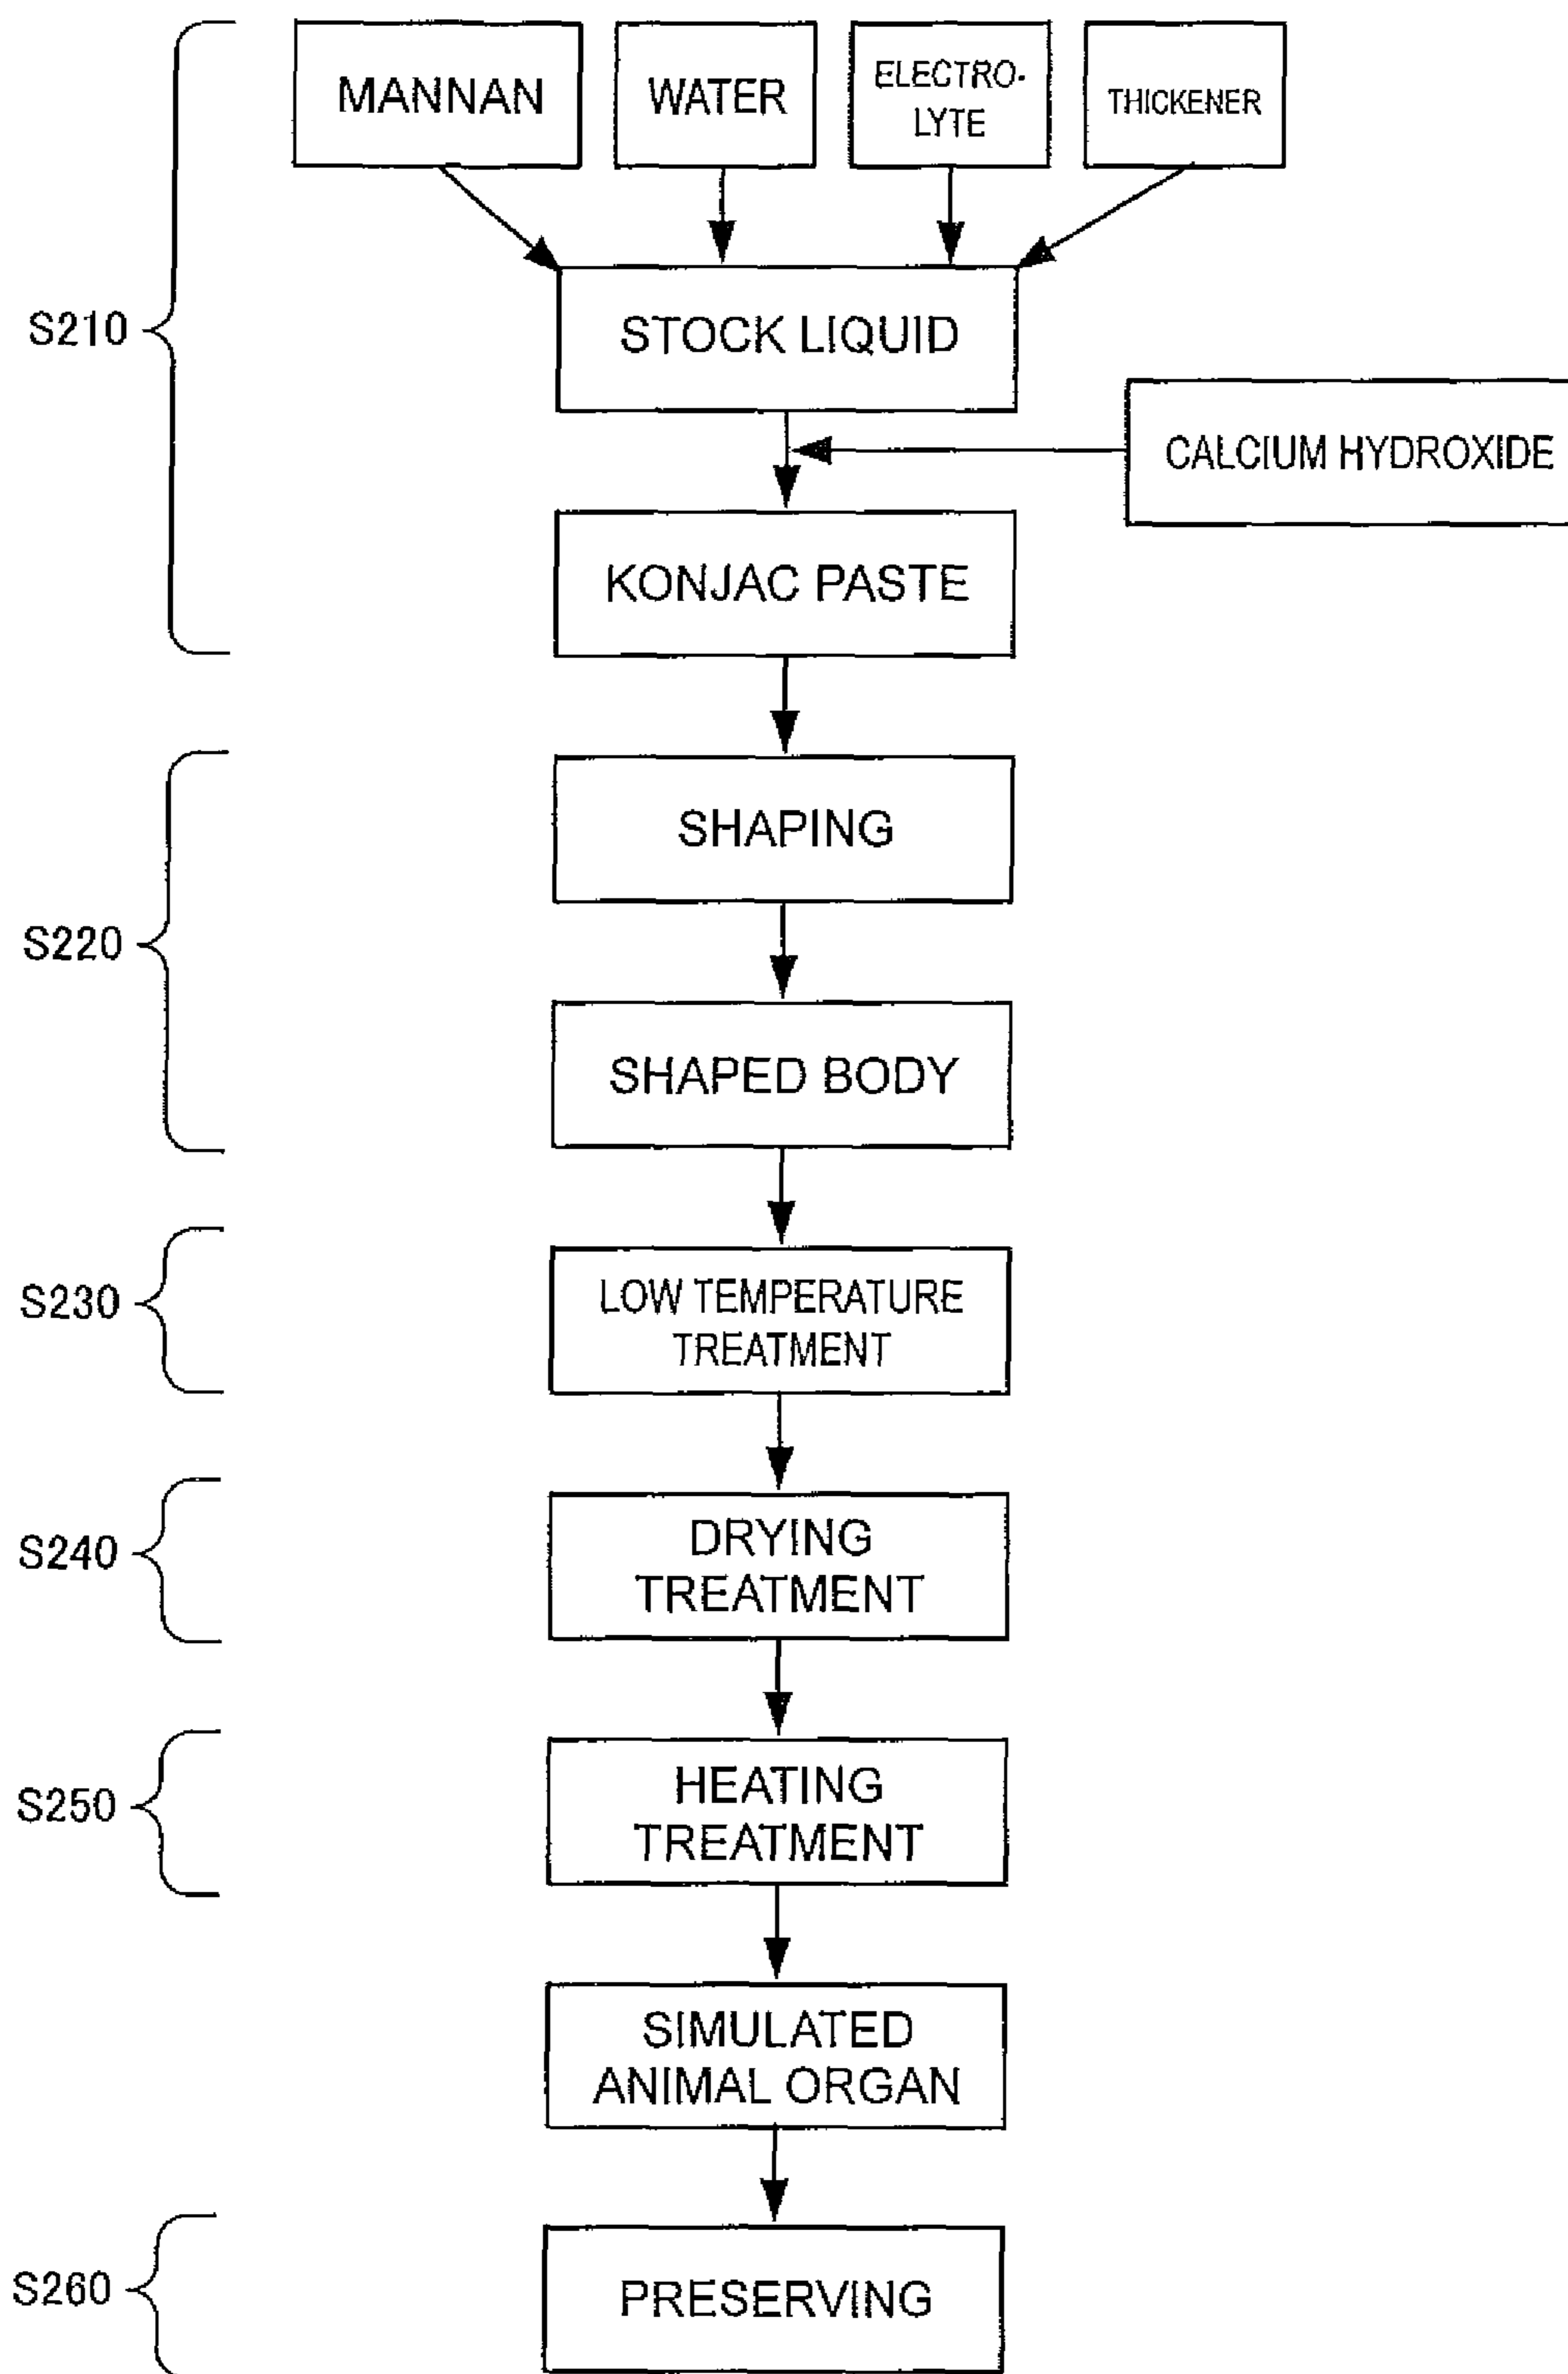 MANNAN
WATER
ELECTRO-
LYTE
THICKENER
S210
STOCK LIQUID
CALCIUM HYDROXIDE
KONJAC PASTE
SHAPING
S220
SHAPED BODY
S230
LOW TEMPERATURE
TREATMENT
S240
DRYING
TREATMENT
S250
HEATING
TREATMENT
SIMULATED
ANIMAL ORGAN
S260
PRESERVING